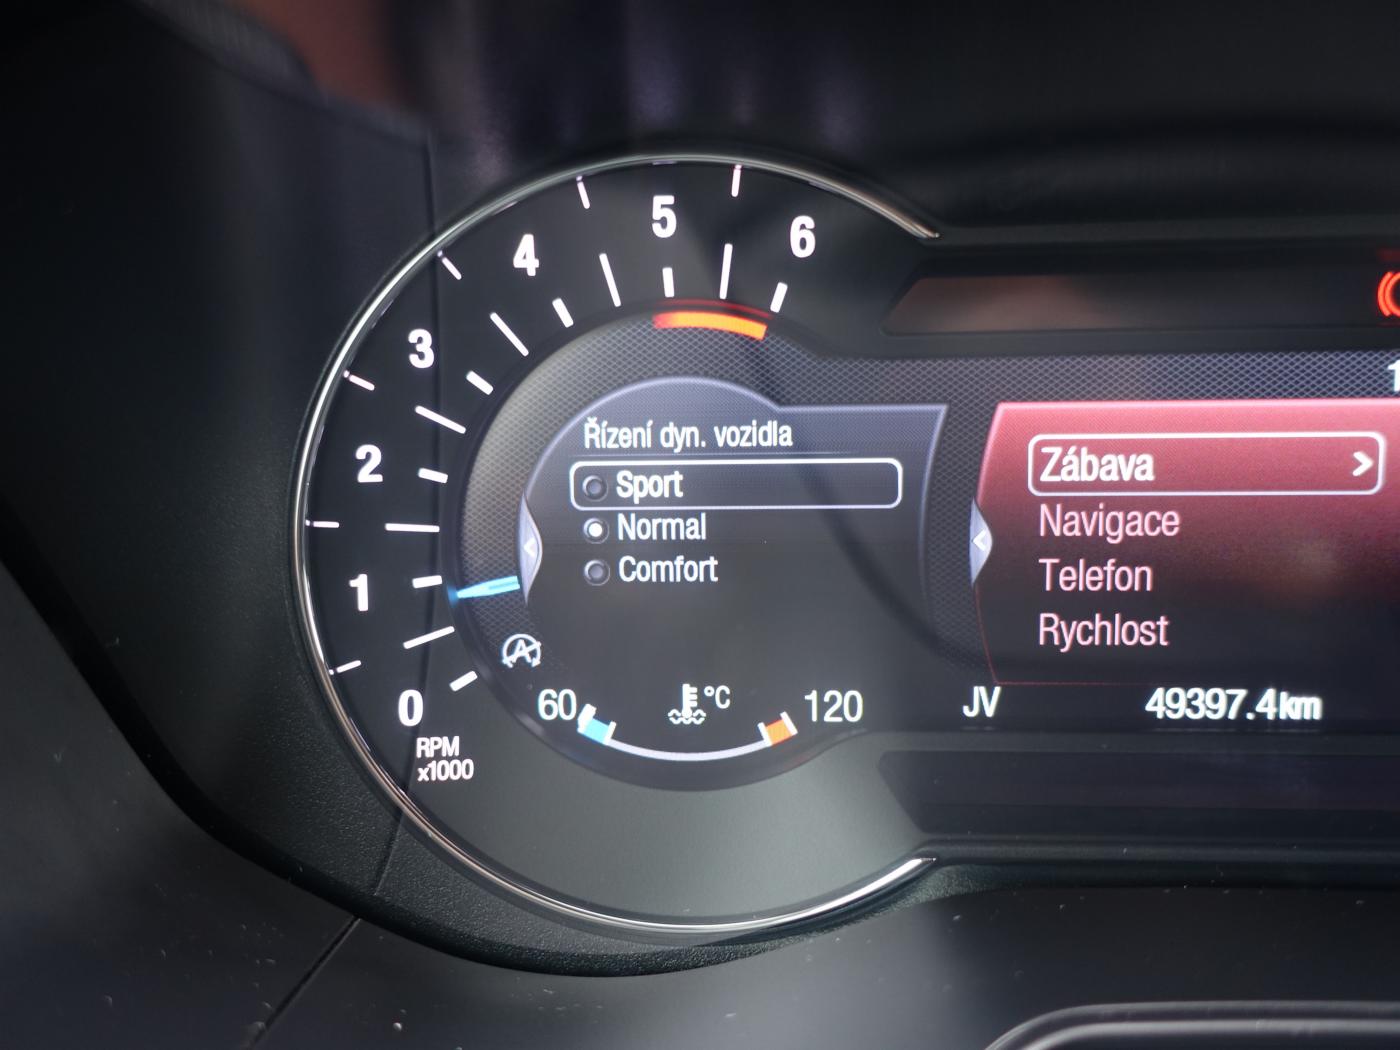 5
6
4
3
2
1
0
RPM
x1000
Řízení dyn. vozidla
Sport
Normal
Comfort
A
60
°C
120
1
Zábava >
Navigace
Telefon
Rychlost
JV 49397.4km